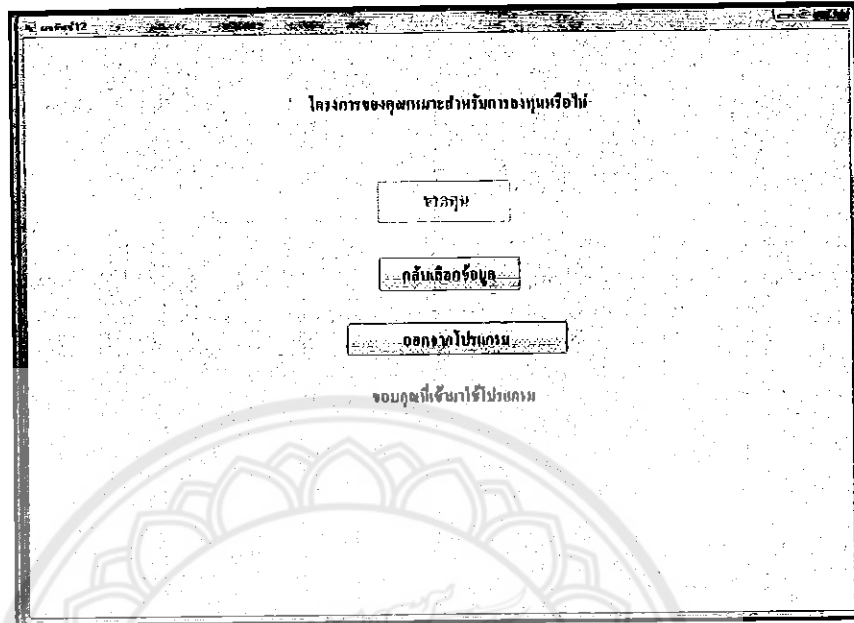 โครงการของคุณเหมาะสำหรับการลงทุนหรือไม่
ขาดทุน
กลับเลือกข้อมูล
ออกจากโปรแกรม
ขอบคุณที่เข้ามาใช้โปรแกรม